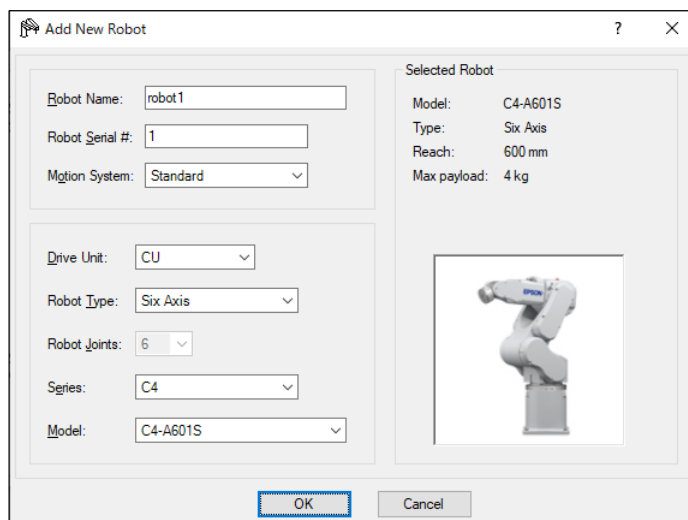 Add New Robot
?
Robot Name: robot1
Robot Serial #: 1
Motion System: Standard
Drive Unit: CU
Robot Type: Six Axis
Robot Joints: 6
Series: C4
Model: C4-A601S
Selected Robot
Model: C4-A601S
Type: Six Axis
Reach: 600 mm
Max payload: 4 kg
EPSON
OK
Cancel